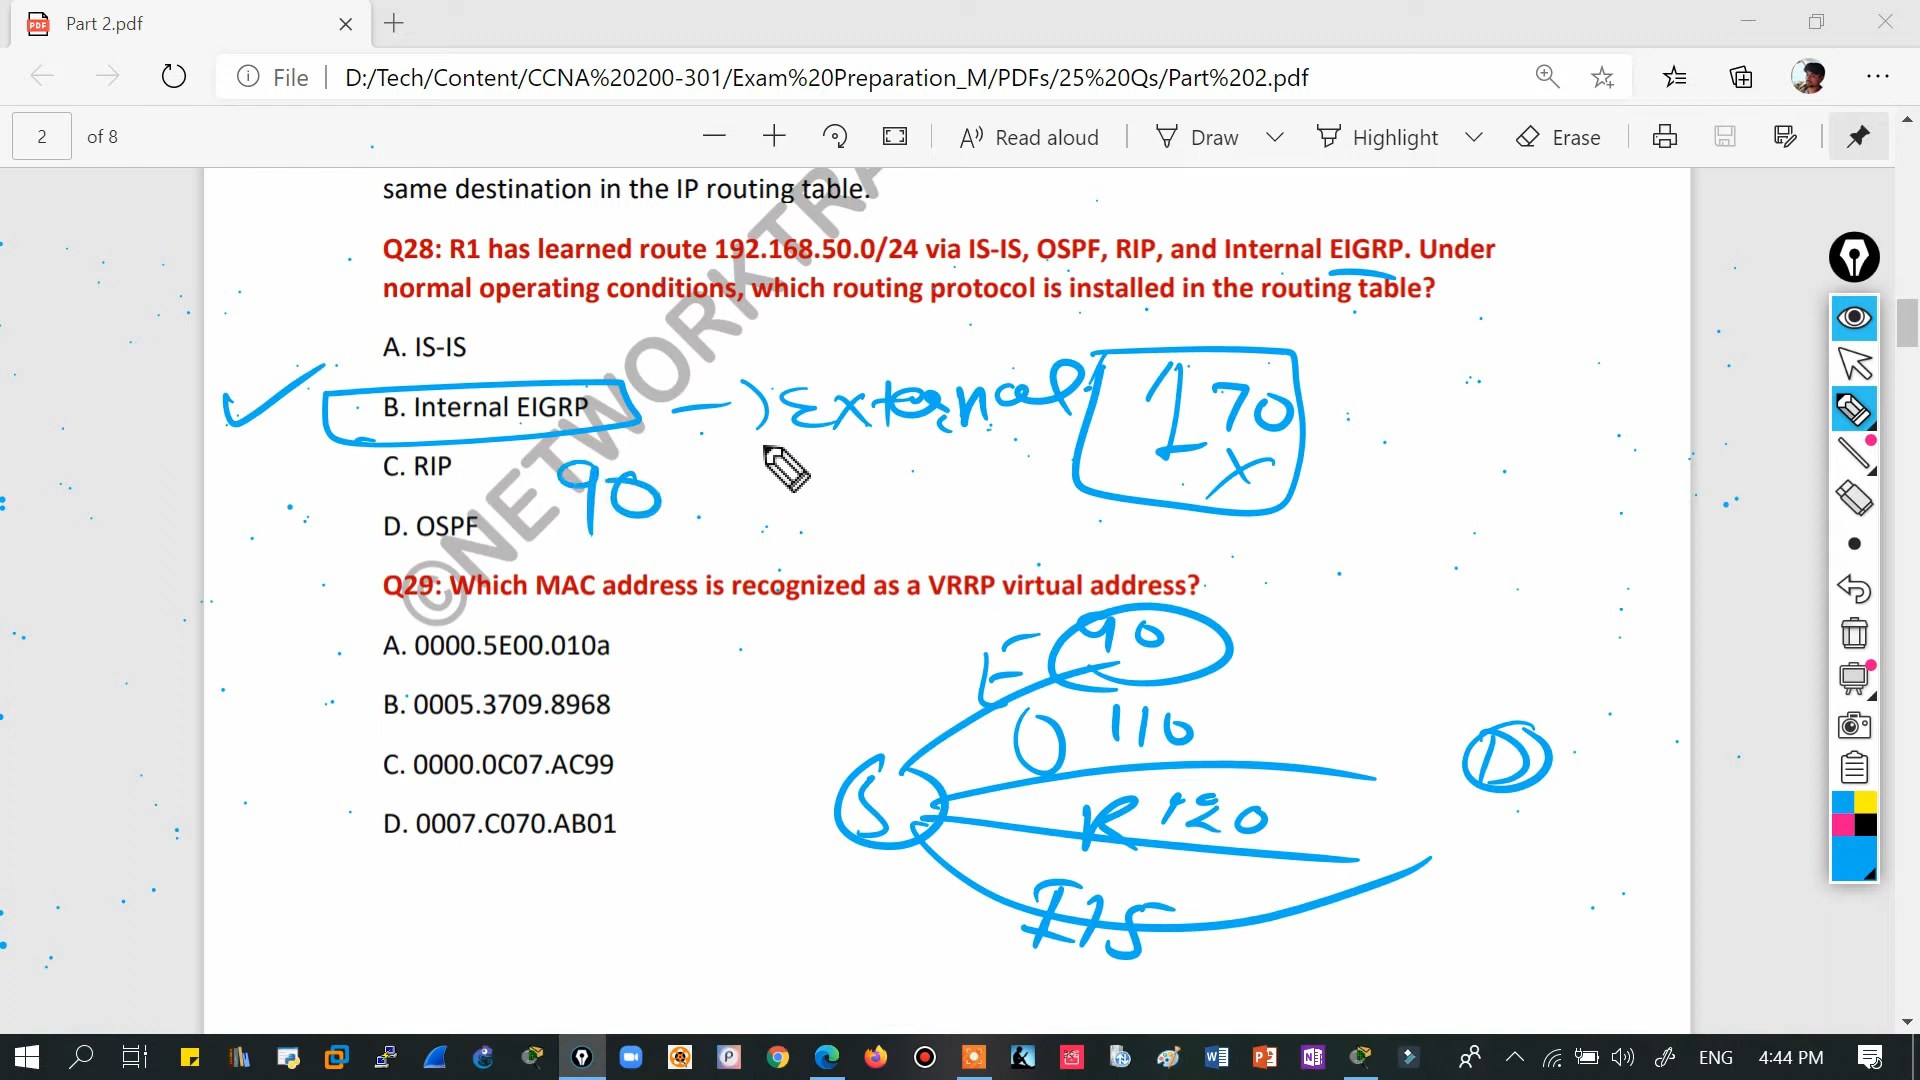 Part 2.pdf
File
D:/Tech/Content/CCNA%20200-301/Exam%20Preparation_M/PDFs/25%20Qs/Part%202.pdf
2 of 8
Read aloud
Draw
Highlight
Erase
same destination in the IP routing table.
Q28: R1 has learned route 192.168.50.0/24 via IS-IS, OSPF, RIP, and Internal EIGRP. Under
normal operating conditions, which routing protocol is installed in the routing table?
A. IS-IS
B. Internal EIGRP
External 170
x
C. RIP
90
D. OSPF
©NETWORKTRA
Q29: Which MAC address is recognized as a VRRP virtual address?
A. 0000.5E00.010a
B. 0005.3709.8968
C. 0000.0C07.AC99
D. 0007.C070.AB01
E 90
O 110
S
D
R 120
ENG
4:44 PM